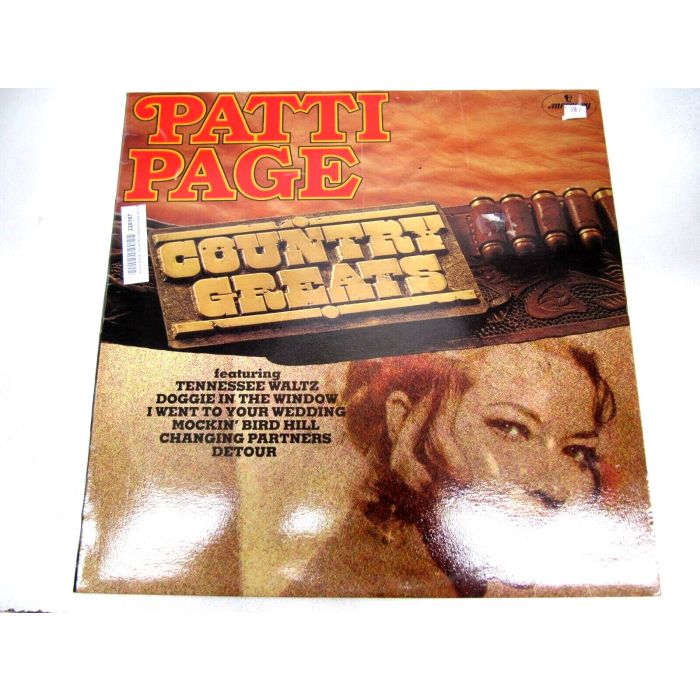 PATTI
PAGE
COUNTRY
GREATS
featuring
TENNESSEE WALTZ
DOGGIE IN THE WINDOW
I WENT TO YOUR WEDDING
MOCKIN' BIRD HILL
CHANGING PARTNERS
DETOUR